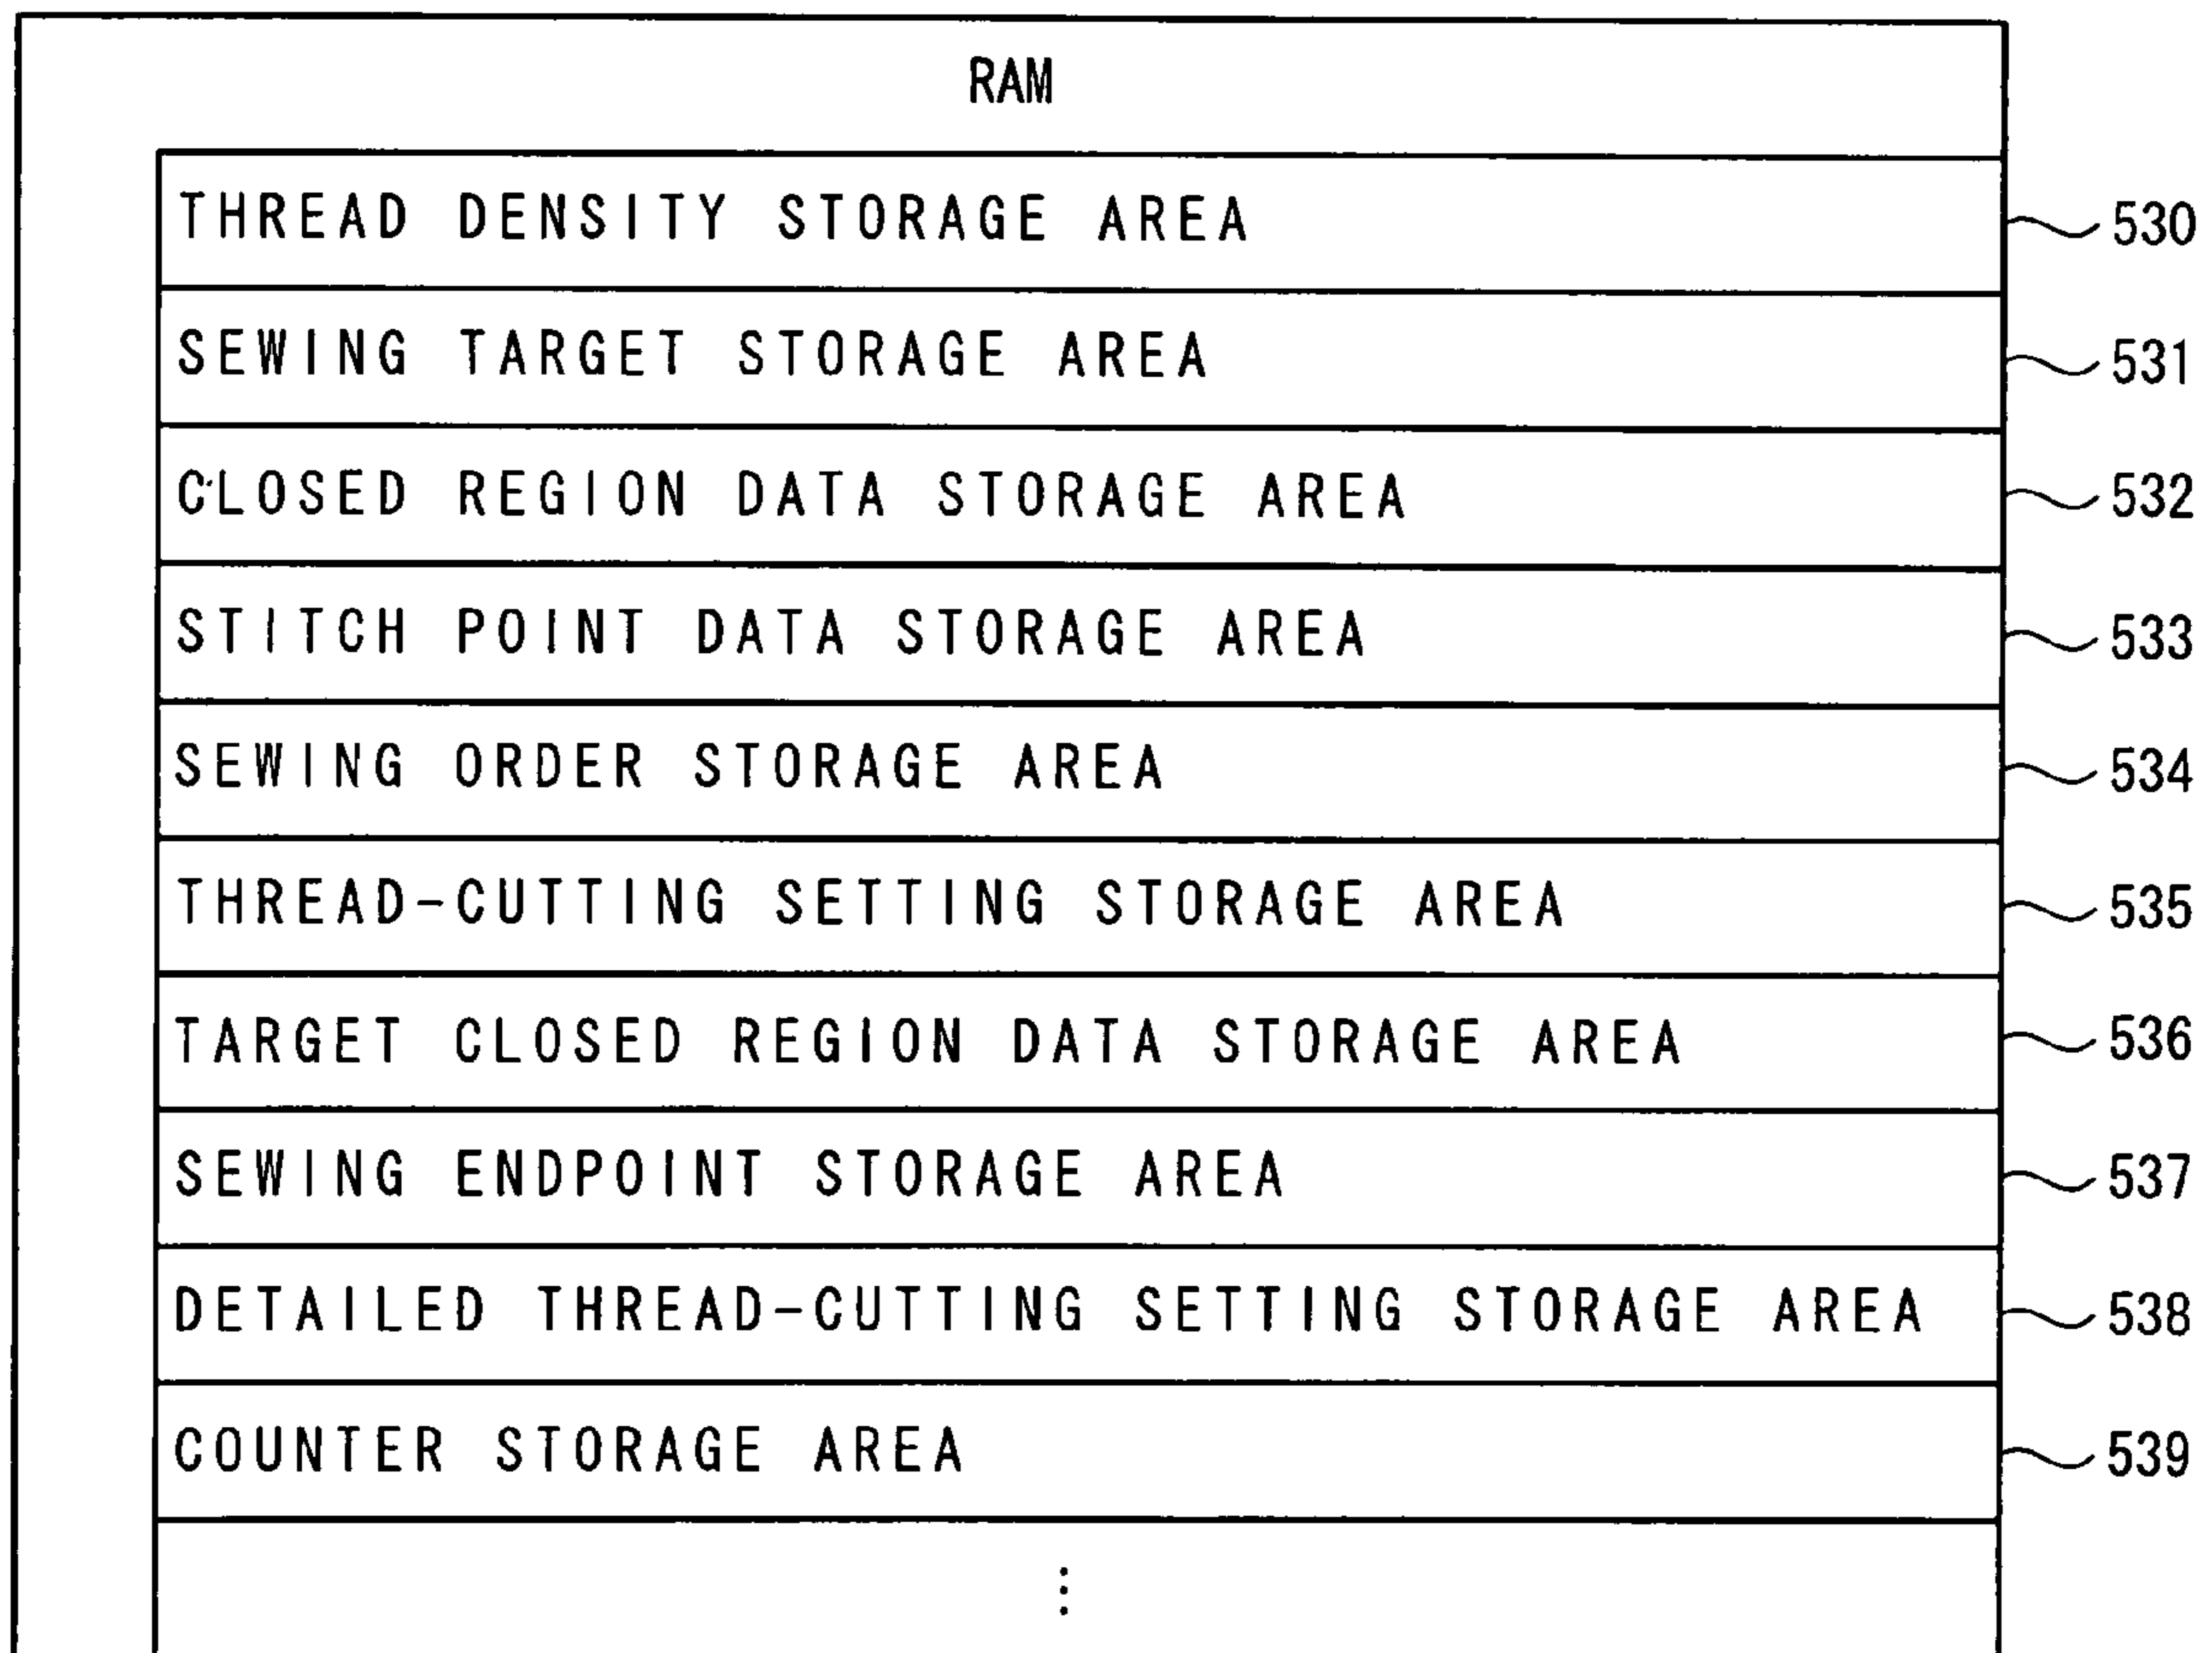 RAM
THREAD DENSITY STORAGE AREA 530
SEWING TARGET STORAGE AREA 531
CLOSED REGION DATA STORAGE AREA 532
STITCH POINT DATA STORAGE AREA 533
SEWING ORDER STORAGE AREA 534
THREAD-CUTTING SETTING STORAGE AREA 535
TARGET CLOSED REGION DATA STORAGE AREA 536
SEWING ENDPOINT STORAGE AREA 537
DETAILED THREAD-CUTTING SETTING STORAGE AREA 538
COUNTER STORAGE AREA 539
⋮